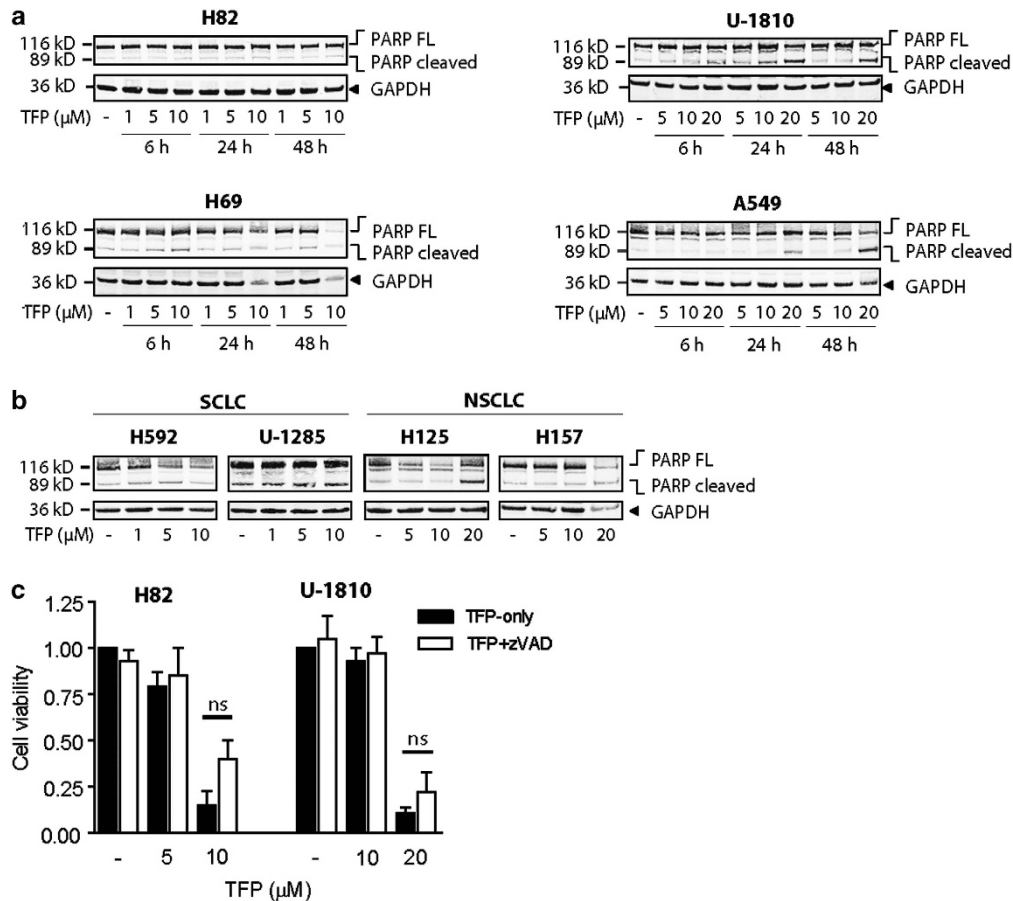 a
H82
116 kD
89 kD
36 kD
PARP FL
PARP cleaved
GAPDH
TFP (μM) - 1 5 10 1 5 10 1 5 10
6 h 24 h 48 h
U-1810
116 kD
89 kD
36 kD
PARP FL
PARP cleaved
GAPDH
TFP (μM) - 5 10 20 5 10 20 5 10 20
6 h 24 h 48 h
H69
116 kD
89 kD
36 kD
PARP FL
PARP cleaved
GAPDH
TFP (μM) - 1 5 10 1 5 10 1 5 10
6 h 24 h 48 h
A549
116 kD
89 kD
36 kD
PARP FL
PARP cleaved
GAPDH
TFP (μM) - 5 10 20 5 10 20 5 10 20
6 h 24 h 48 h
b
SCLC NSCLC
H592 U-1285 H125 H157
116 kD
89 kD
36 kD
PARP FL
PARP cleaved
GAPDH
TFP (μM) - 1 5 10 - 1 5 10 - 5 10 20 - 5 10 20
c
H82 U-1810
TFP-only
TFP+zVAD
Cell viability
1.25
1.00
0.75
0.50
0.25
0.00
ns
ns
- 5 10 - 10 20
TFP (μM)